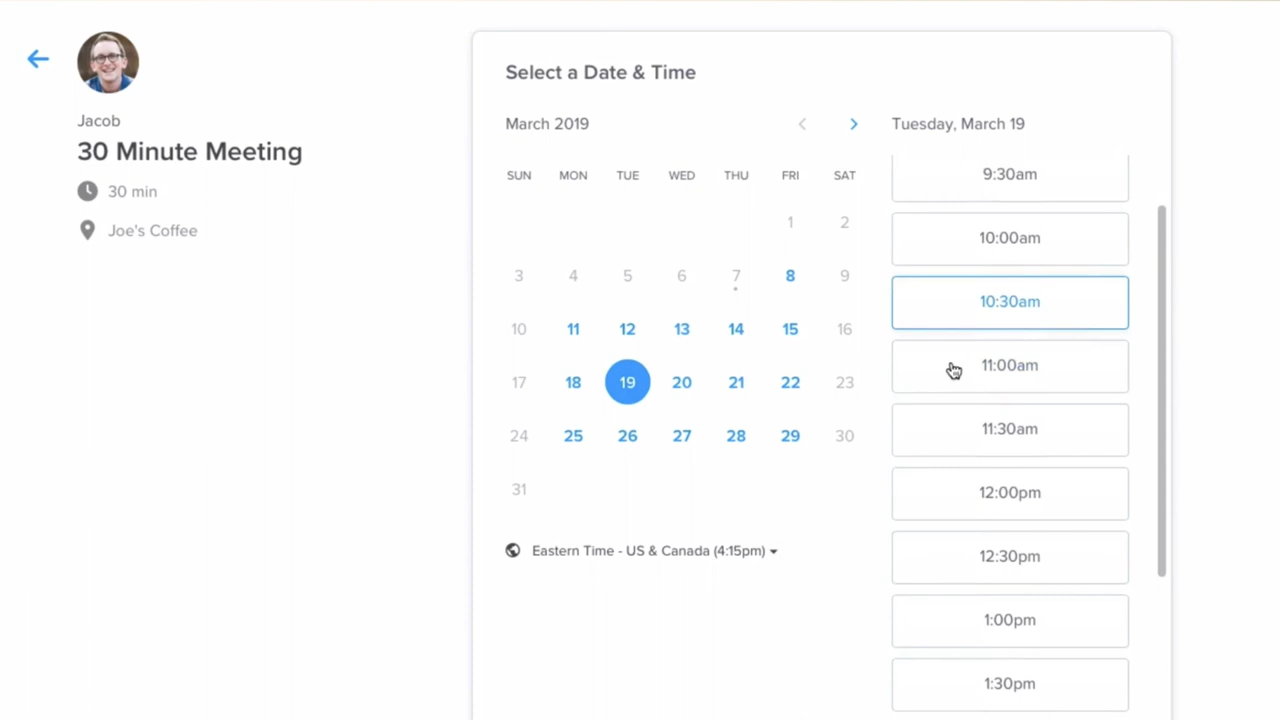 Jacob
30 Minute Meeting
30 min
Joe's Coffee
Select a Date & Time
March 2019
SUN MON TUE WED THU FRI SAT
1 2
3 4 5 6 7 8 9
10 11 12 13 14 15 16
17 18 19 20 21 22 23
24 25 26 27 28 29 30
31
Eastern Time - US & Canada (4:15pm)
Tuesday, March 19
9:30am
10:00am
10:30am
11:00am
11:30am
12:00pm
12:30pm
1:00pm
1:30pm